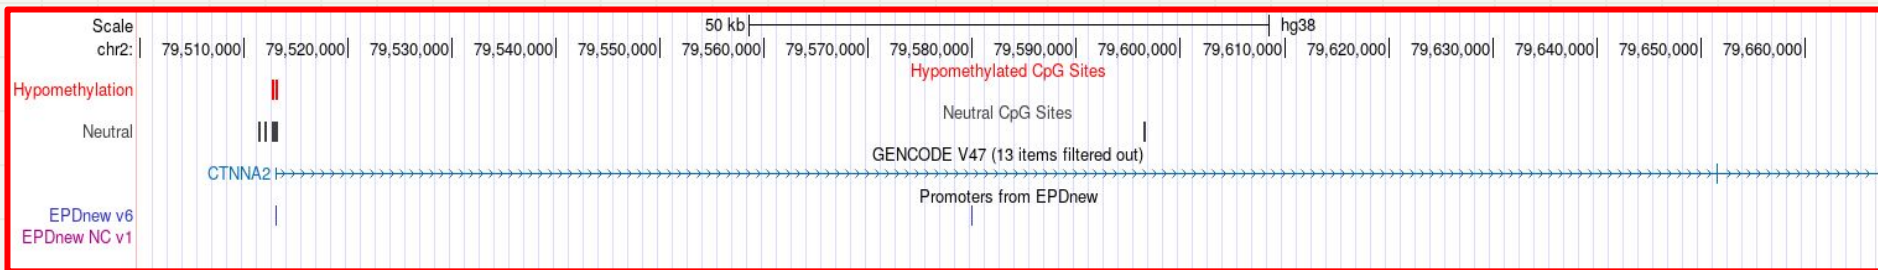 Scale 50 kb hg38
chr2: 79,510,000 79,520,000 79,530,000 79,540,000 79,550,000 79,560,000 79,570,000 79,580,000 79,590,000 79,600,000 79,610,000 79,620,000 79,630,000 79,640,000 79,650,000 79,660,000
Hypomethylated CpG Sites
Hypomethylation
Neutral CpG Sites
Neutral
GENCODE V47 (13 items filtered out)
CTNNA2
Promoters from EPDnew
EPDnew v6
EPDnew NC v1